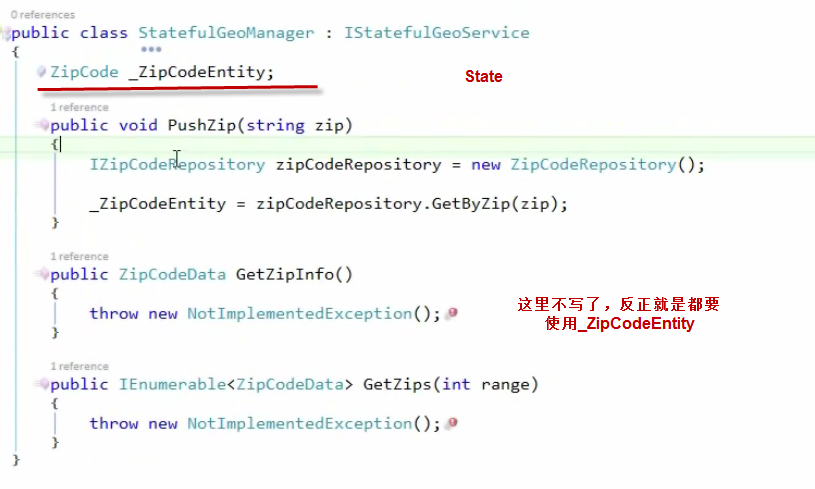 0 references
public class StatefulGeoManager : IStatefulGeoService
{
ZipCode _ZipCodeEntity;
State
1 reference
public void PushZip(string zip)
{
IZipCodeRepository zipCodeRepository = new ZipCodeRepository();
_ZipCodeEntity = zipCodeRepository.GetByZip(zip);
}
1 reference
public ZipCodeData GetZipInfo()
{
throw new NotImplementedException();
}
这里不写了，反正就是都要
使用_ZipCodeEntity
1 reference
public IEnumerable<ZipCodeData> GetZips(int range)
{
throw new NotImplementedException();
}
}